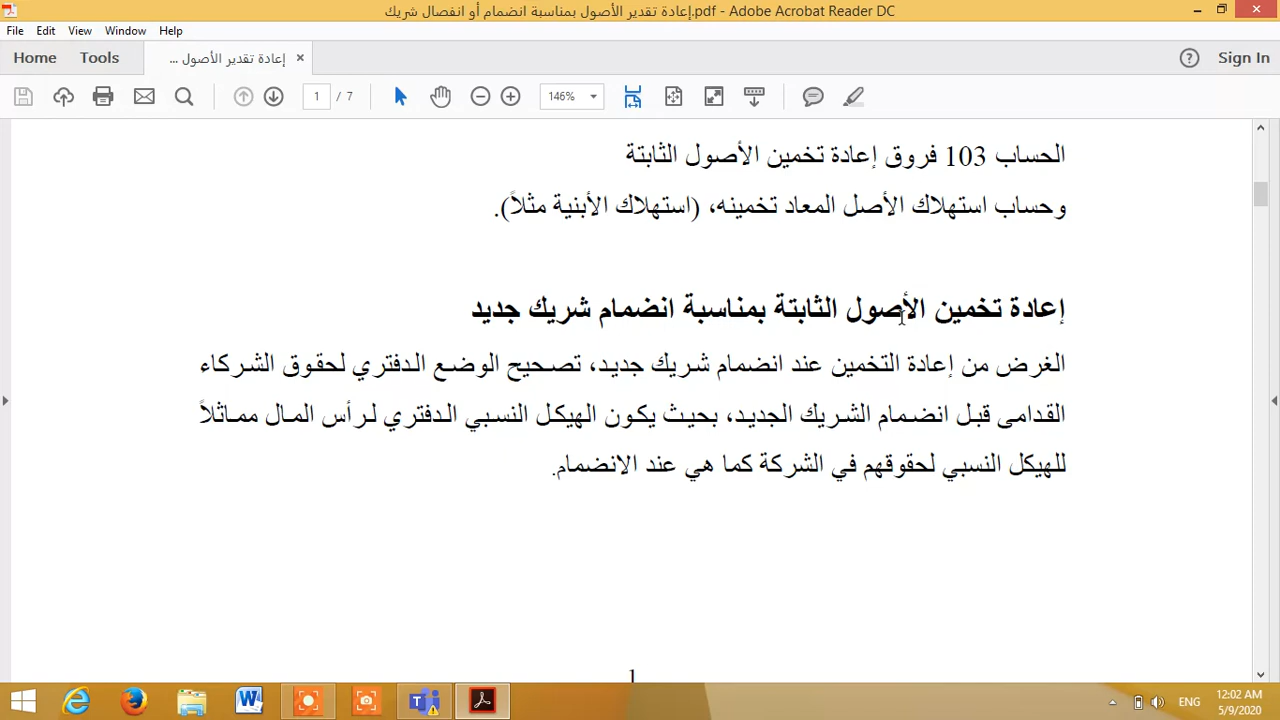 إعادة تقدير الأصول بمناسبة انضمام أو انفصال شريك.pdf - Adobe Acrobat Reader DC
File Edit View Window Help
Home Tools إعادة تقدير الأصول ... × Sign In
1 / 7 146%
الحساب 103 فروق إعادة تخمين الأصول الثابتة
وحساب استهلاك الأصل المعاد تخمينه، (استهلاك الأبنية مثلاً).
إعادة تخمين الأصول الثابتة بمناسبة انضمام شريك جديد
الغرض من إعادة التخمين عند انضمام شريك جديد، تصحيح الوضع الدفتري لحقوق الشركاء
القدامى قبل انضمام الشريك الجديد، بحيث يكون الهيكل النسبي الدفتري لرأس المال مماثلاً
للهيكل النسبي لحقوقهم في الشركة كما هي عند الانضمام.
1
ENG 12:02 AM
5/9/2020